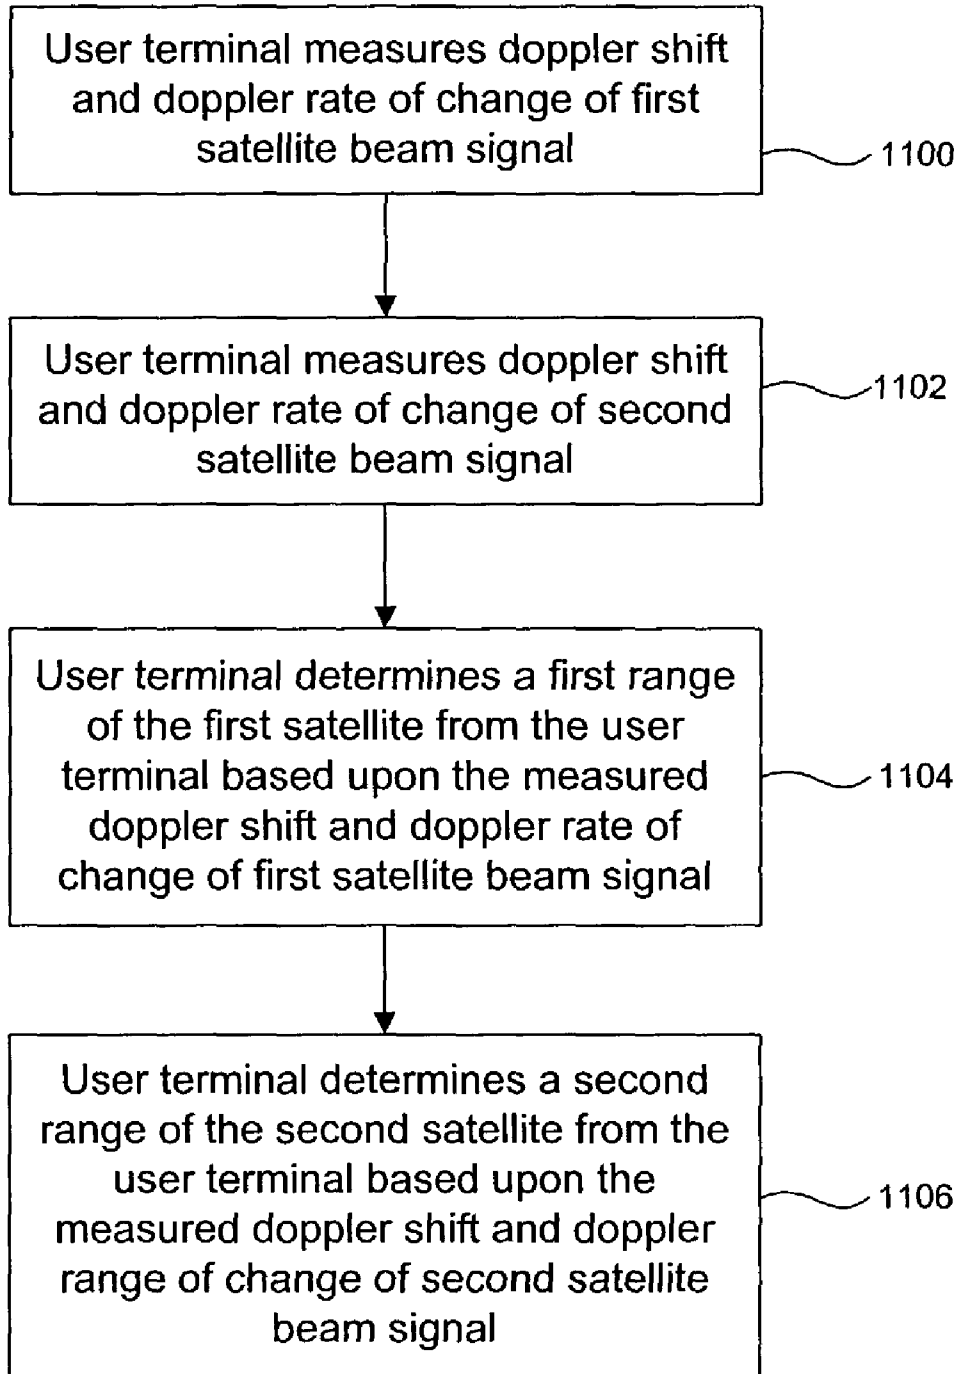 User terminal measures doppler shift
and doppler rate of change of first
satellite beam signal
1100
User terminal measures doppler shift
and doppler rate of change of second
satellite beam signal
1102
User terminal determines a first range
of the first satellite from the user
terminal based upon the measured
doppler shift and doppler rate of
change of first satellite beam signal
1104
User terminal determines a second
range of the second satellite from the
user terminal based upon the
measured doppler shift and doppler
range of change of second satellite
beam signal
1106